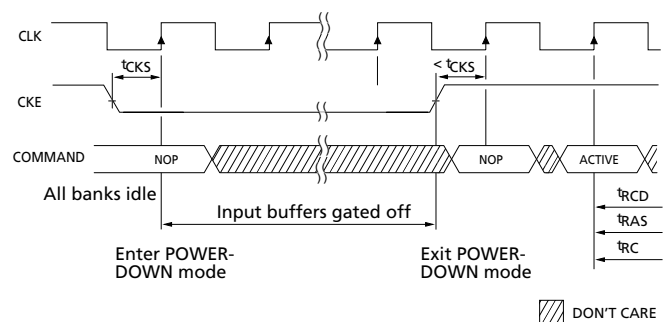 CLK
tCKS
< tCKS
CKE
COMMAND
NOP
NOP
ACTIVE
All banks idle
Input buffers gated off
tRCD
tRAS
tRC
Enter POWER-
DOWN mode
Exit POWER-
DOWN mode
DON'T CARE